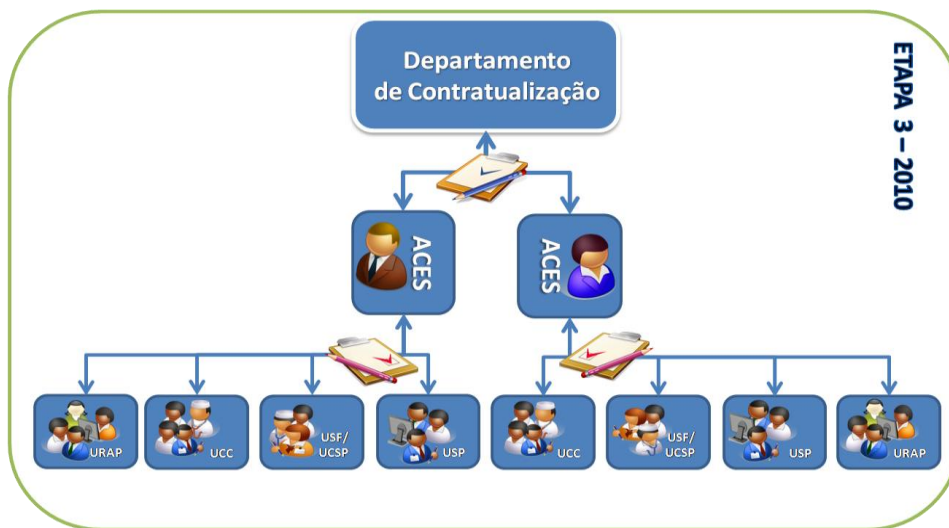 Departamento
de Contratualização
ETAPA 3 – 2010
ACES
ACES
URAP
UCC
USF/
UCSP
USP
UCC
USF/
UCSP
USP
URAP